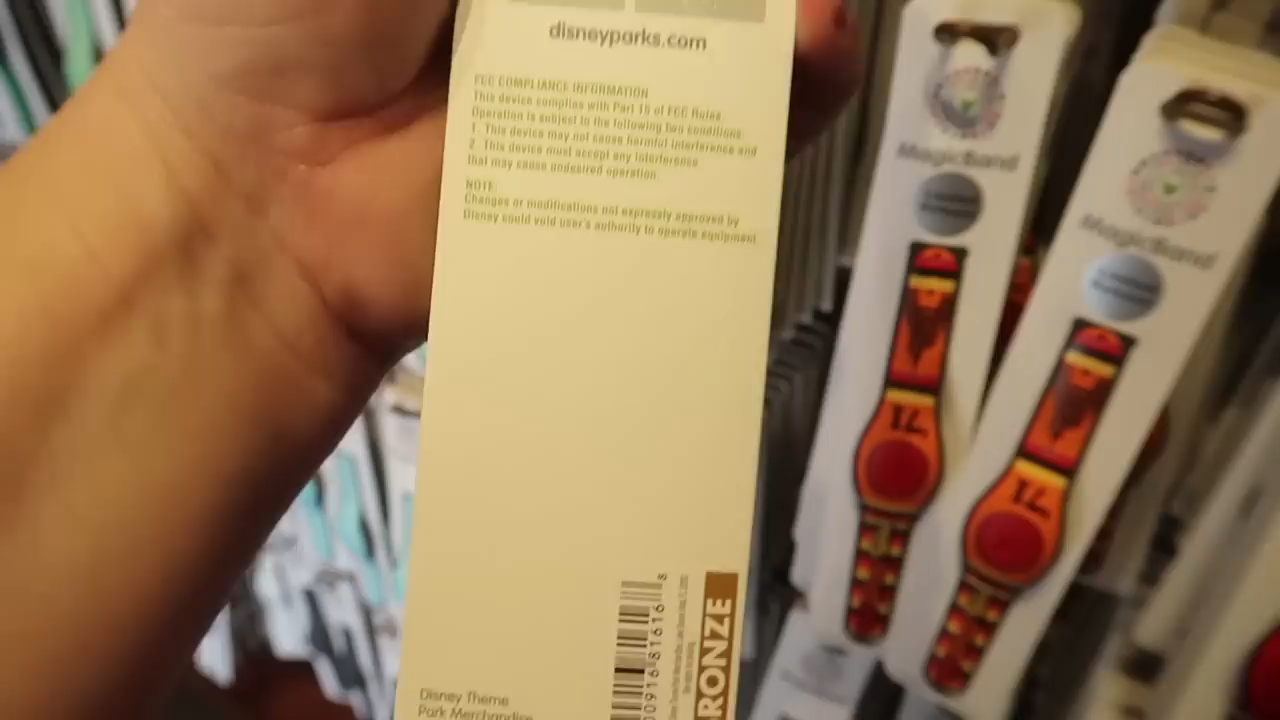 disneyparks.com
FCC COMPLIANCE INFORMATION
This device complies with Part 15 of FCC Rules.
Operation is subject to the following two conditions:
1. This device may not cause harmful interference and
2. This device must accept any interference
that may cause undesired operation.
NOTE:
Changes or modifications not expressly approved by
Disney could void user's authority to operate equipment
00916 81616 8
RONZE
Disney Theme
Park Merchandise
MagicBand
MagicBand